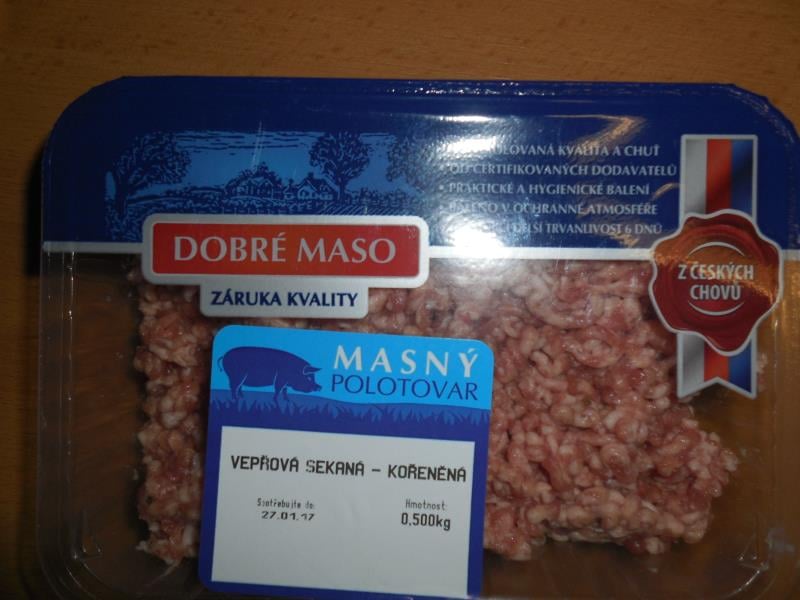 KVALITA A CHUŤ
OD CERTIFIKOVANÝCH DODAVATELŮ
• PRAKTICKÉ A HYGIENICKÉ BALENÍ
BALENO V OCHRANNÉ ATMOSFÉŘE
DELŠÍ TRVANLIVOST 6 DNŮ
DOBRÉ MASO
ZÁRUKA KVALITY
Z ČESKÝCH
CHOVŮ
MASNÝ
POLOTOVAR
VEPŘOVÁ SEKANÁ - KOŘENĚNÁ
Spotřebujte do:
27.01.17
Hmotnost
0,500kg